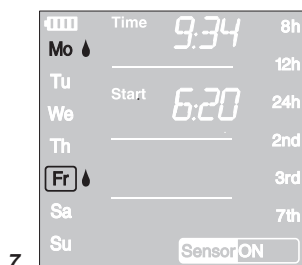 Time 9:34 8h
Mo
12h
Tu
Start 6:20 24h
We
Th 2nd
Fr 3rd
Sa 7th
Su Sensor ON
7